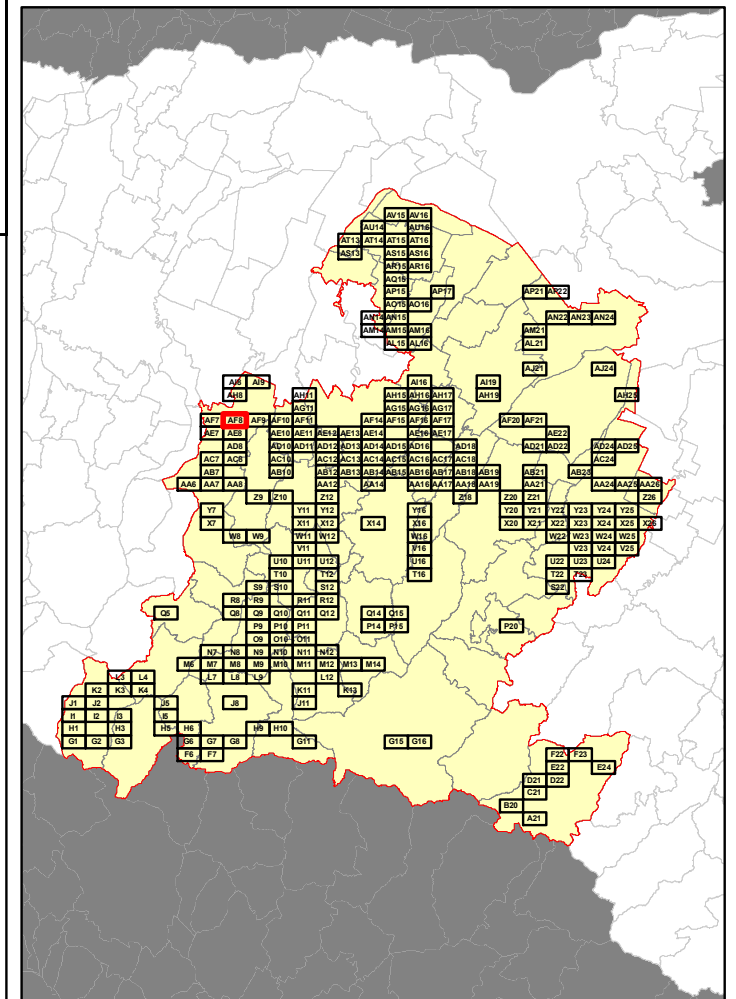 AV15 AV16
AU14 AU16
AT13 AT14 AT15 AT16
AS13 AS15 AS16
AR15 AR16
AQ15
AP15 AP17 AP21 AP22
AO15 AO16
AN14 AN15 AN22 AN23 AN24
AM14 AM15 AM16 AM21
AL15 AL16 AL21
AJ21 AJ24
AI8 AI9 AI16 AI19
AH8 AH11 AH15 AH16 AH17 AH19 AH25
AG11 AG15 AG16 AG17
AF7 AF8 AF9 AF10 AF11 AF14 AF15 AF16 AF17 AF20 AF21
AE7 AE8 AE10 AE11 AE12 AE13 AE14 AE16 AE17 AE22
AD8 AD10 AD11 AD12 AD13 AD14 AD15 AD16 AD18 AD21 AD22 AD24 AD25
AC7 AC8 AC10 AC12 AC13 AC14 AC15 AC16 AC17 AC18 AC24
AB7 AB10 AB12 AB13 AB14 AB15 AB16 AB17 AB18 AB19 AB21 AB23
AA6 AA7 AA8 AA12 AA14 AA16 AA17 AA18 AA19 AA21 AA24 AA25 AA26
Z9 Z10 Z12 Z18 Z20 Z21 Z26
Y7 Y11 Y12 Y16 Y20 Y21 Y22 Y23 Y24 Y25
X7 X11 X12 X14 X16 X20 X21 X22 X23 X24 X25 X26
W8 W9 W11 W12 W16 W22 W23 W24 W25
V11 V16 V23 V24 V25
U10 U11 U12 U16 U22 U23 U24
T10 T12 T16 T22 T23
S9 S10 S12 S22
R8 R9 R11 R12
Q5 Q8 Q9 Q10 Q11 Q12 Q14 Q15
P9 P10 P11 P14 P15 P20
O9 O10 O11
N7 N8 N9 N10 N11 N12
M6 M7 M8 M9 M10 M11 M12 M13 M14
L3 L4 L7 L8 L9 L12
K2 K3 K4 K11 K13
J1 J2 J5 J8 J11
I1 I2 I3 I5
H1 H3 H5 H6 H9 H10
G1 G2 G3 G6 G7 G8 G11 G15 G16
F6 F7 F22 F23
E22 E24
D21 D22
C21
B20
A21